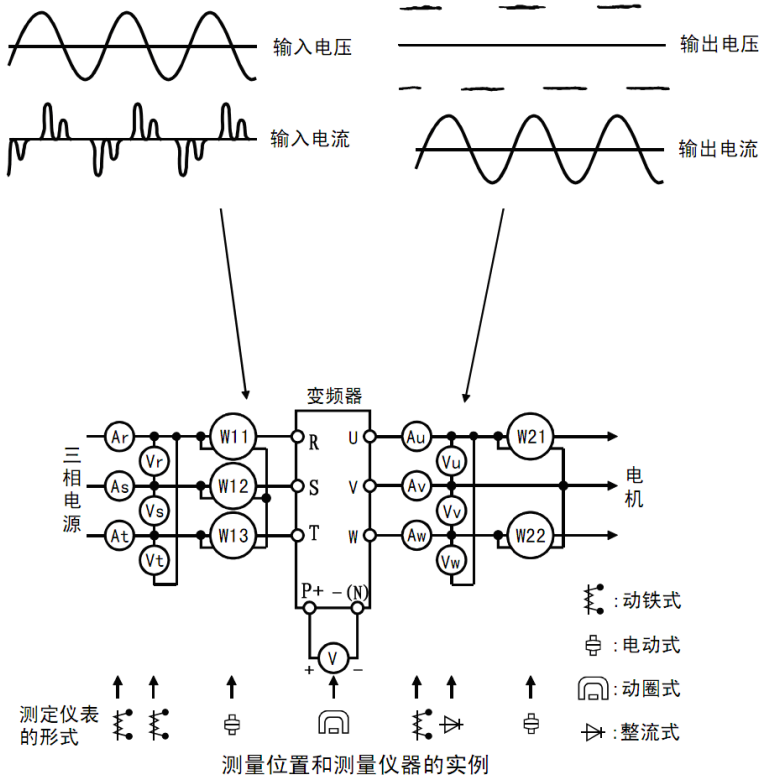 输入电压
输出电压
输入电流
输出电流
变频器
三相电源
Ar
Vr
As
Vs
At
Vt
W11
W12
W13
R
S
T
U
V
W
P+
-(N)
Au
Vu
Av
Vv
Aw
Vw
W21
W22
电机
+
V
-
:动铁式
:电动式
:动圈式
:整流式
测定仪表
的形式
测量位置和测量仪器的实例